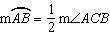 m\overset{\frown}{AB} = \frac{1}{2} m∠ACB